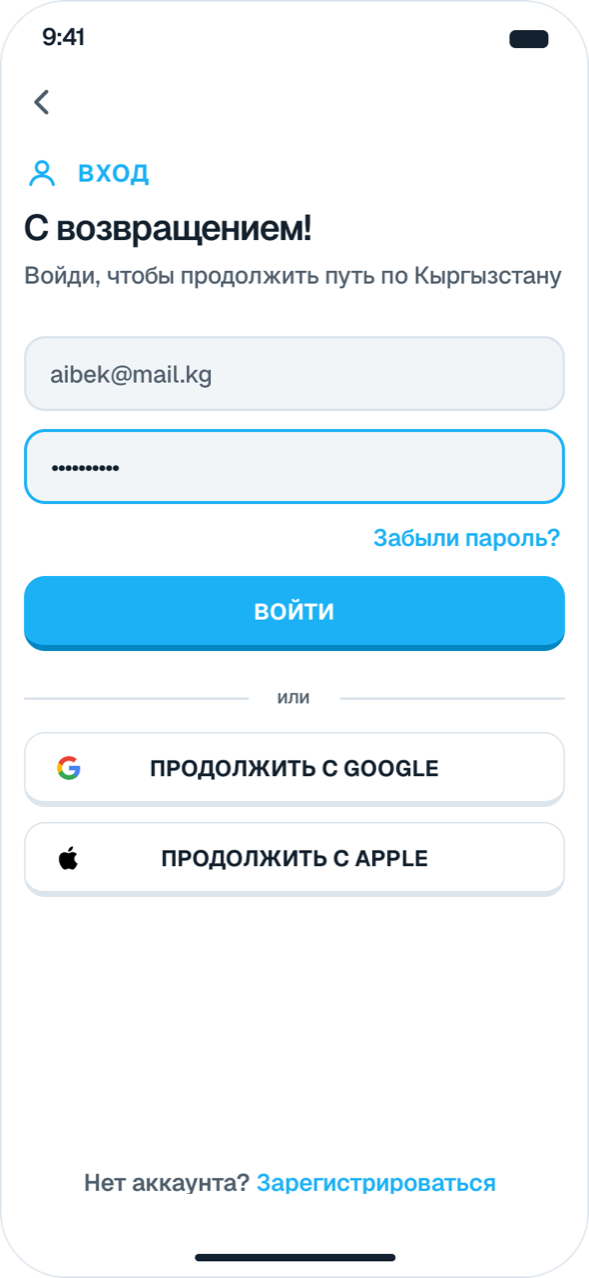 9:41
ВХОД
С возвращением!
Войди, чтобы продолжить путь по Кыргызстану
aibek@mail.kg
••••••••••
Забыли пароль?
ВОЙТИ
или
ПРОДОЛЖИТЬ С GOOGLE
ПРОДОЛЖИТЬ С APPLE
Нет аккаунта? Зарегистрироваться